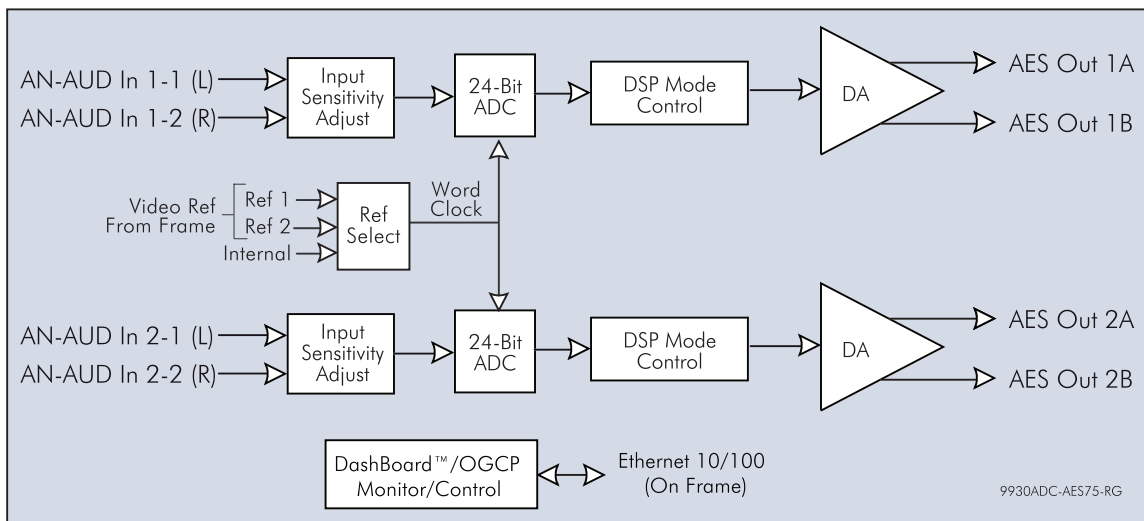 AN-AUD In 1-1 (L)
AN-AUD In 1-2 (R)
Input
Sensitivity
Adjust
24-Bit
ADC
DSP Mode
Control
DA
AES Out 1A
AES Out 1B
Video Ref
From Frame
Ref 1
Ref 2
Internal
Ref
Select
Word
Clock
AN-AUD In 2-1 (L)
AN-AUD In 2-2 (R)
Input
Sensitivity
Adjust
24-Bit
ADC
DSP Mode
Control
DA
AES Out 2A
AES Out 2B
DashBoard™/OGCP
Monitor/Control
Ethernet 10/100
(On Frame)
9930ADC-AES75-RG